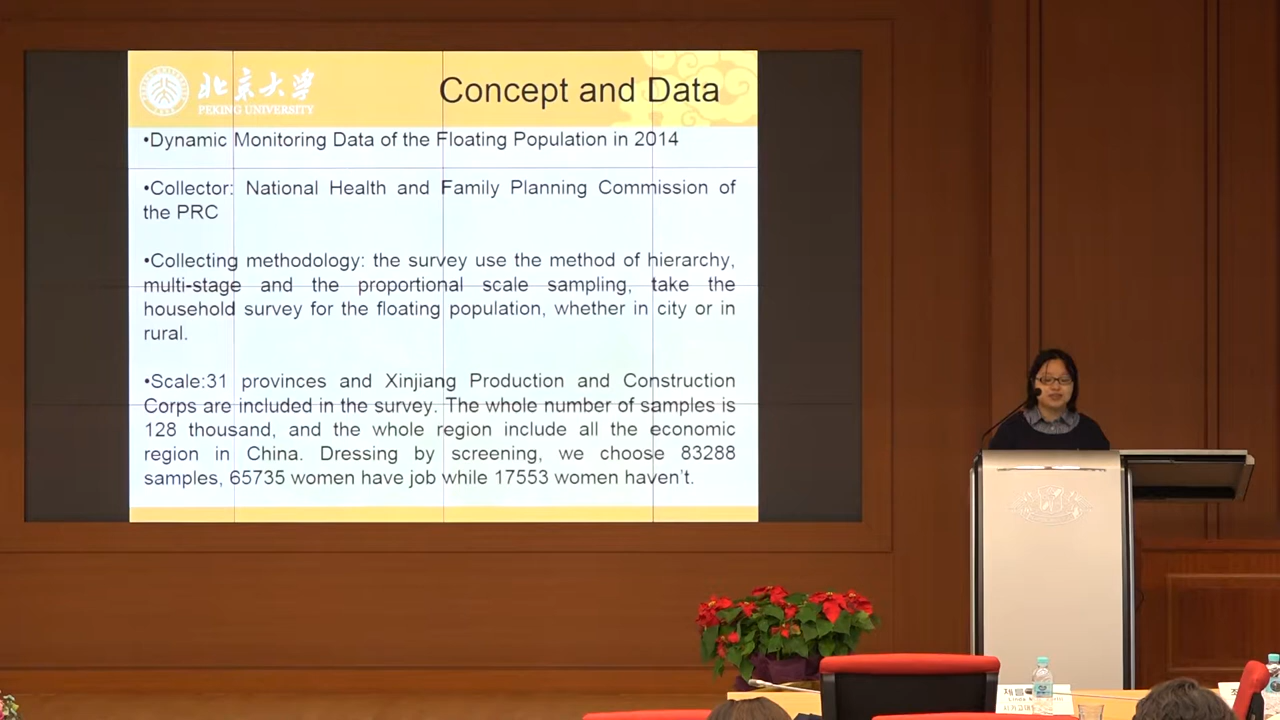 北京大学
PEKING UNIVERSITY
Concept and Data
•Dynamic Monitoring Data of the Floating Population in 2014
•Collector: National Health and Family Planning Commission of
the PRC
•Collecting methodology: the survey use the method of hierarchy,
multi-stage and the proportional scale sampling, take the
household survey for the floating population, whether in city or in
rural.
•Scale:31 provinces and Xinjiang Production and Construction
Corps are included in the survey. The whole number of samples is
128 thousand, and the whole region include all the economic
region in China. Dressing by screening, we choose 83288
samples, 65735 women have job while 17553 women haven't.